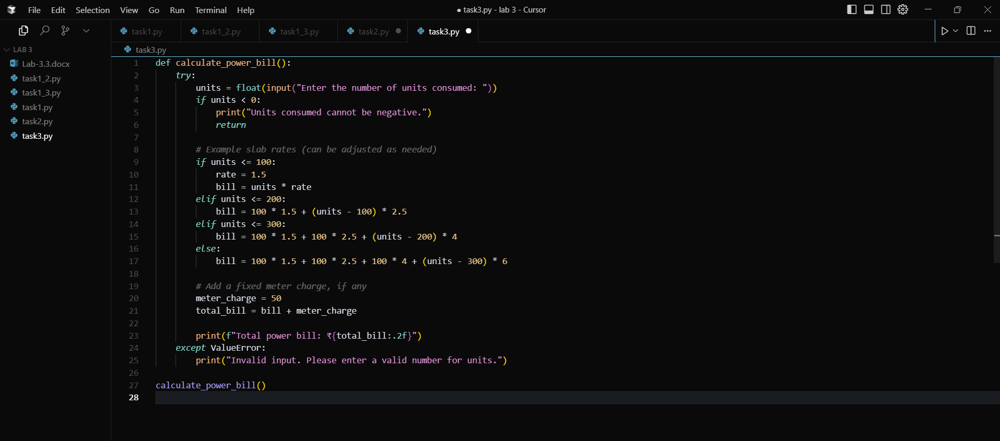 File Edit Selection View Go Run Terminal Help
● task3.py - lab 3 - Cursor
task1.py
task1_2.py
task1_3.py
task2.py
task3.py
LAB 3
Lab-3.3.docx
task1_2.py
task1_3.py
task1.py
task2.py
task3.py
task3.py
1 def calculate_power_bill():
2     try:
3         units = float(input("Enter the number of units consumed: "))
4         if units < 0:
5             print("Units consumed cannot be negative.")
6             return
7
8         # Example slab rates (can be adjusted as needed)
9         if units <= 100:
10             rate = 1.5
11             bill = units * rate
12         elif units <= 200:
13             bill = 100 * 1.5 + (units - 100) * 2.5
14         elif units <= 300:
15             bill = 100 * 1.5 + 100 * 2.5 + (units - 200) * 4
16         else:
17             bill = 100 * 1.5 + 100 * 2.5 + 100 * 4 + (units - 300) * 6
18
19         # Add a fixed meter charge, if any
20         meter_charge = 50
21         total_bill = bill + meter_charge
22
23         print(f"Total power bill: ₹{total_bill:.2f}")
24     except ValueError:
25         print("Invalid input. Please enter a valid number for units.")
26
27 calculate_power_bill()
28